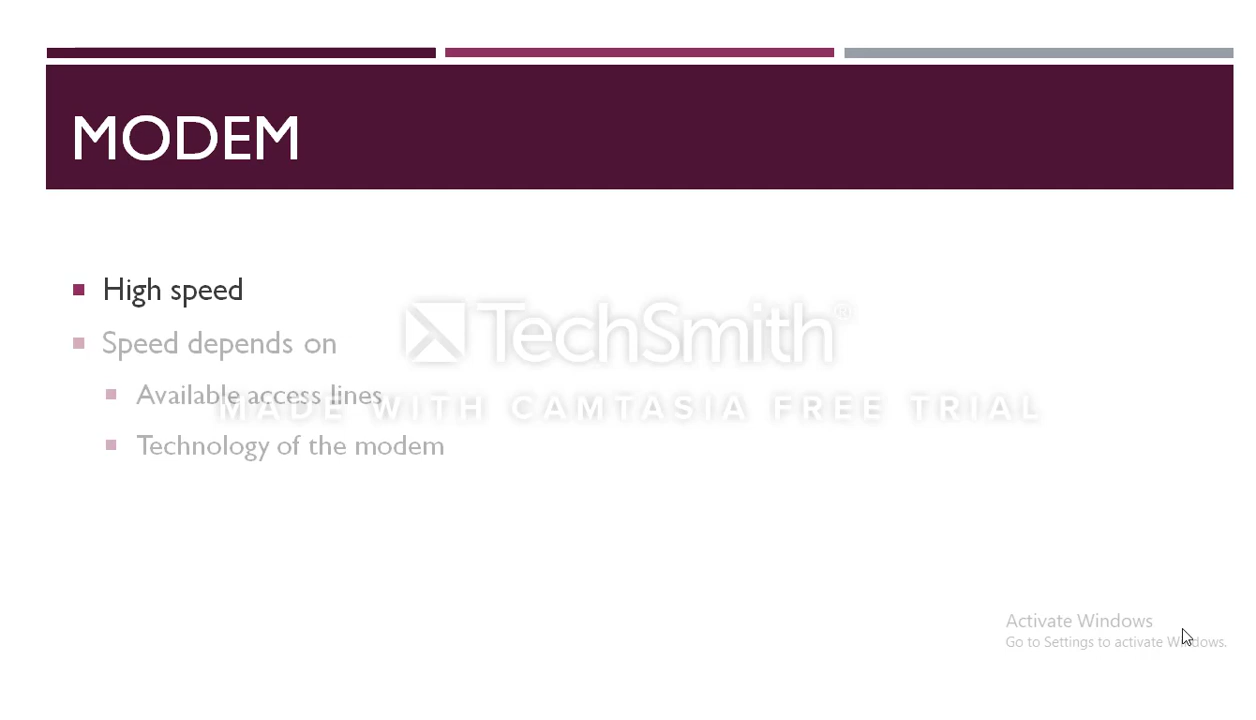 MODEM
High speed
Speed depends on
Available access lines
Technology of the modem
TechSmith®
MADE WITH CAMTASIA FREE TRIAL
Activate Windows
Go to Settings to activate Windows.